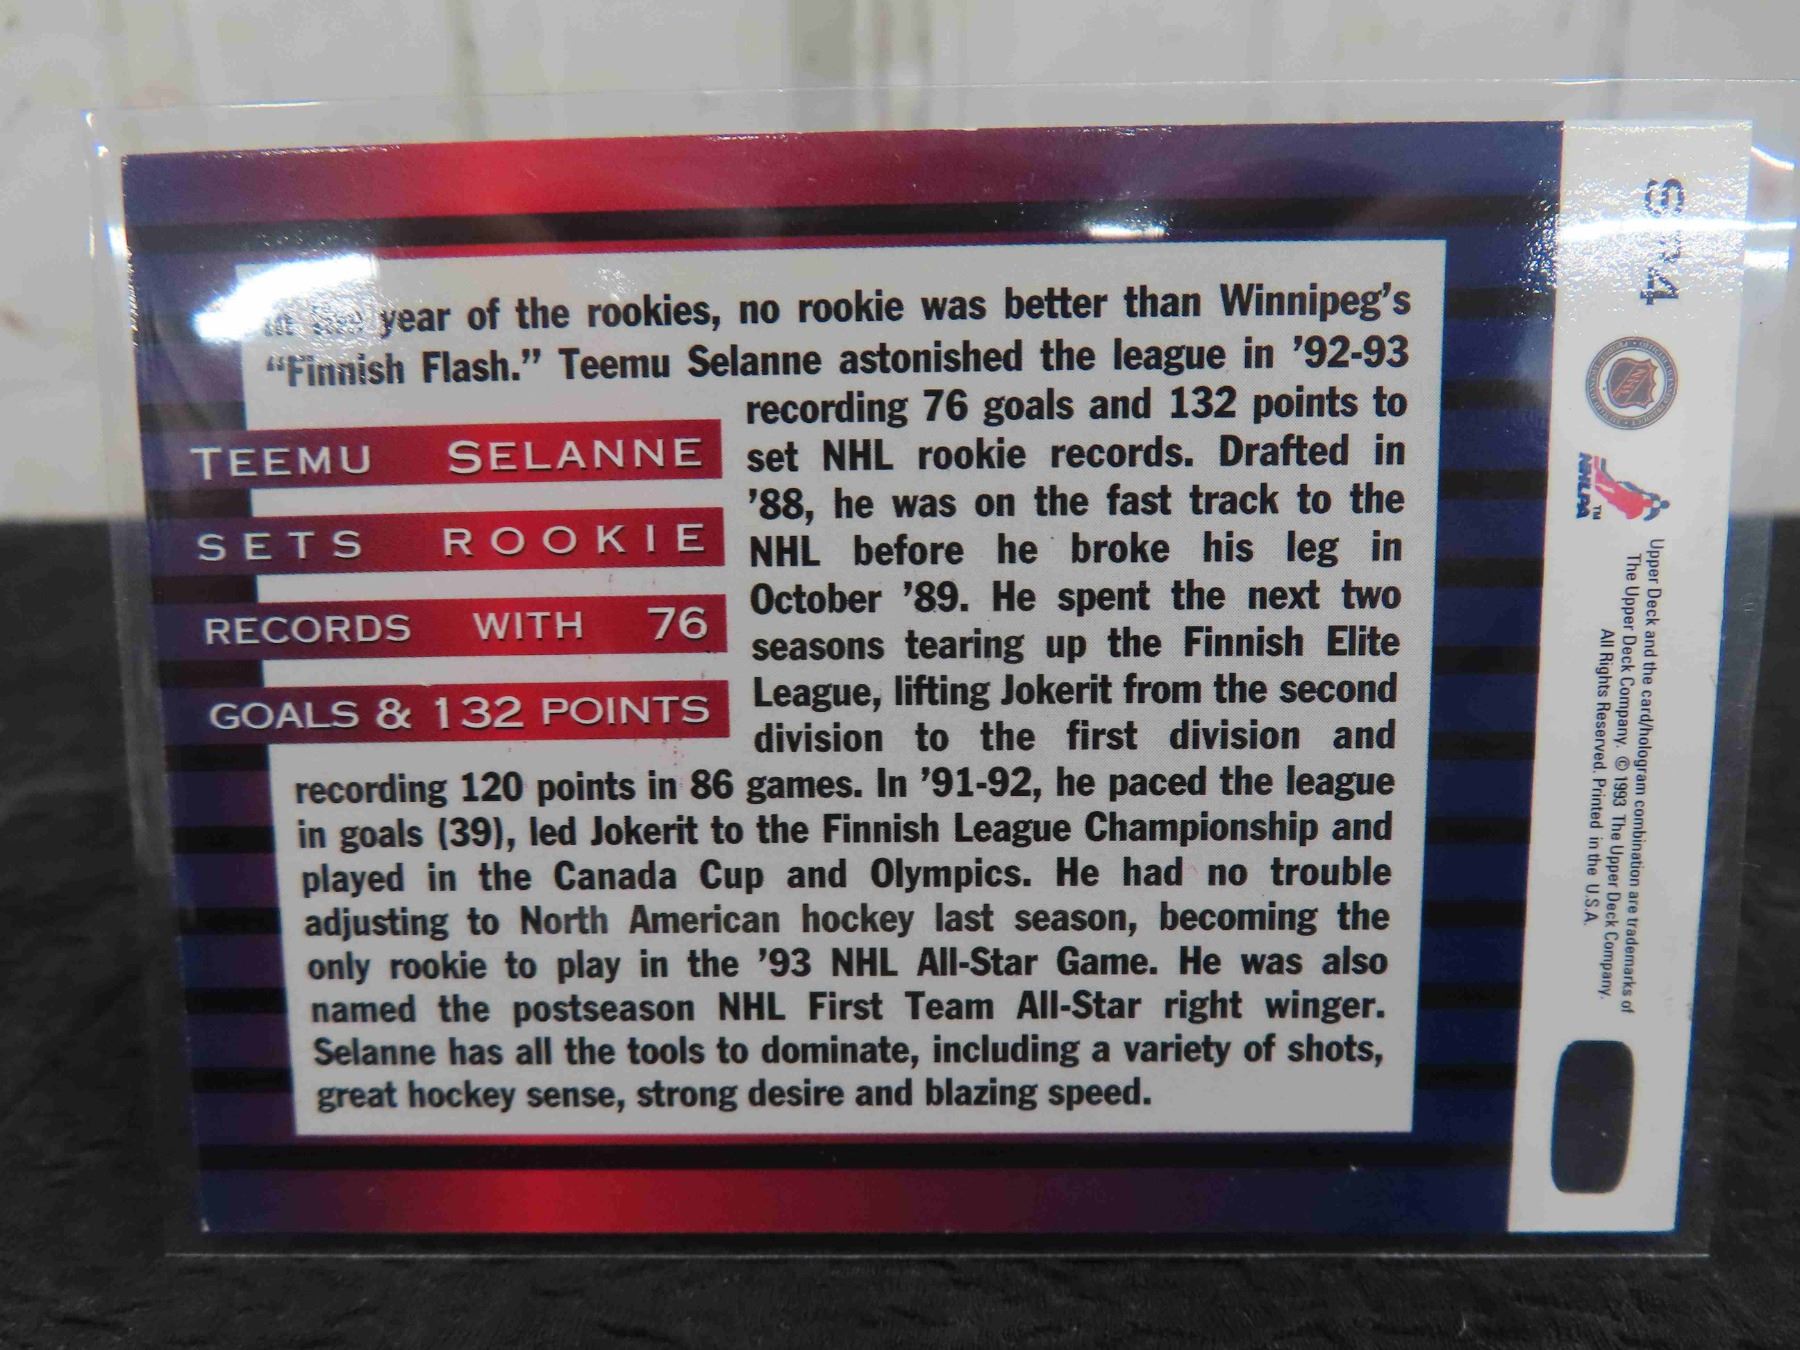 In the year of the rookies, no rookie was better than Winnipeg's
“Finnish Flash.” Teemu Selanne astonished the league in ’92-93
recording 76 goals and 132 points to
set NHL rookie records. Drafted in
’88, he was on the fast track to the
NHL before he broke his leg in
October ’89. He spent the next two
seasons tearing up the Finnish Elite
League, lifting Jokerit from the second
division to the first division and
recording 120 points in 86 games. In ’91-92, he paced the league
in goals (39), led Jokerit to the Finnish League Championship and
played in the Canada Cup and Olympics. He had no trouble
adjusting to North American hockey last season, becoming the
only rookie to play in the ’93 NHL All-Star Game. He was also
named the postseason NHL First Team All-Star right winger.
Selanne has all the tools to dominate, including a variety of shots,
great hockey sense, strong desire and blazing speed.
TEEMU SELANNE
SETS ROOKIE
RECORDS WITH 76
GOALS & 132 POINTS
NHL
NHLPA
TM
Upper Deck and the card/hologram combination are trademarks of
The Upper Deck Company. © 1993 The Upper Deck Company.
All Rights Reserved. Printed in the U.S.A.